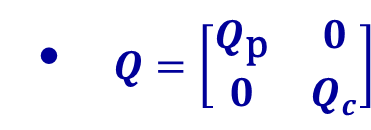 • Q = [Qp 0
0 Qc]